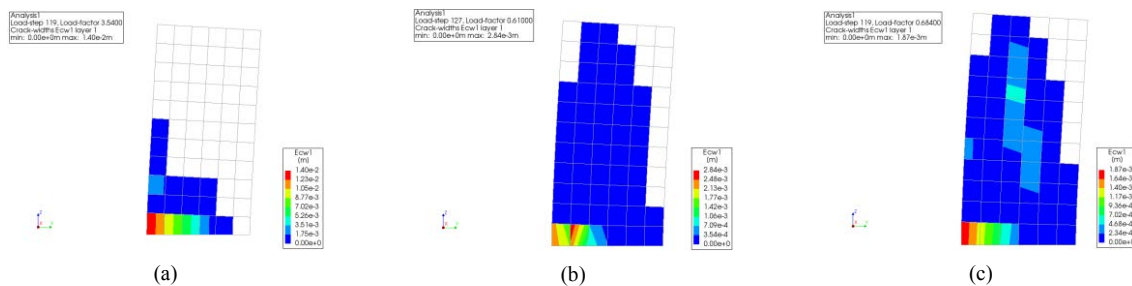 Analysis1
Load-step 119, Load-factor 3.5400
Crack-widths Ecw1 layer 1
min: 0.00e+0m max: 1.40e-2m
Ecw1
(m)
1.40e-2
1.23e-2
1.05e-2
8.77e-3
7.02e-3
5.26e-3
3.51e-3
1.75e-3
0.00e+0
(a)
Analysis1
Load-step 127, Load-factor 0.61000
Crack-widths Ecw1 layer 1
min: 0.00e+0m max: 2.84e-3m
Ecw1
(m)
2.84e-3
2.48e-3
2.13e-3
1.77e-3
1.42e-3
1.06e-3
7.09e-4
3.54e-4
0.00e+0
(b)
Analysis1
Load-step 119, Load-factor 0.68400
Crack-widths Ecw1 layer 1
min: 0.00e+0m max: 1.87e-3m
Ecw1
(m)
1.87e-3
1.64e-3
1.40e-3
1.17e-3
9.36e-4
7.02e-4
4.68e-4
2.34e-4
0.00e+0
(c)